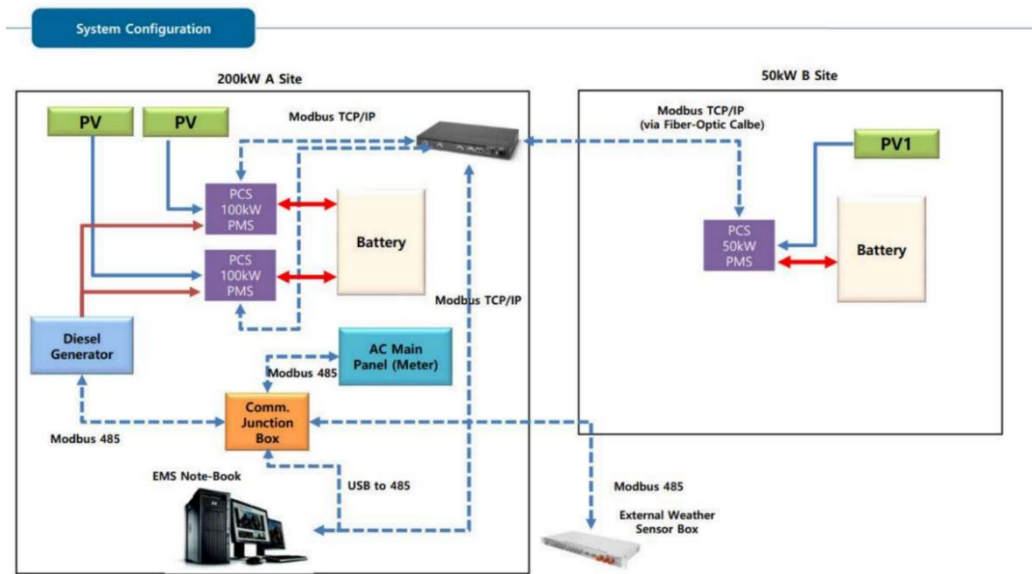 System Configuration
200kW A Site
50kW B Site
PV
PV
Modbus TCP/IP
Modbus TCP/IP
(via Fiber-Optic Calbe)
PV1
PCS
100kW
PMS
Battery
PCS
50kW
PMS
Battery
PCS
100kW
PMS
Modbus TCP/IP
Diesel
Generator
AC Main
Panel (Meter)
Modbus 485
Comm.
Junction
Box
Modbus 485
EMS Note-Book
USB to 485
Modbus 485
External Weather
Sensor Box